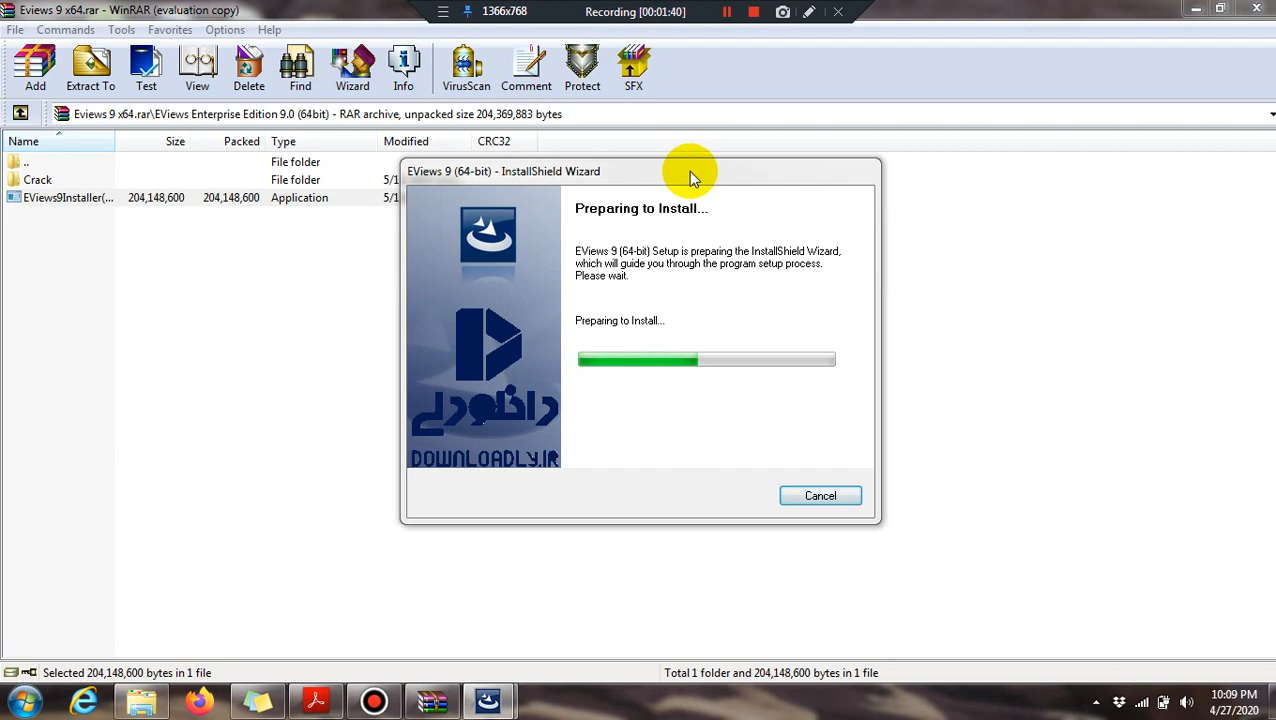 Eviews 9 x64.rar - WinRAR (evaluation copy)
1366x768
Recording [00:01:40]
File Commands Tools Favorites Options Help
Add Extract To Test View Delete Find Wizard Info VirusScan Comment Protect SFX
Eviews 9 x64.rar\EViews Enterprise Edition 9.0 (64bit) - RAR archive, unpacked size 204,369,883 bytes
Name Size Packed Type Modified CRC32
.. File folder
Crack File folder 5/1
EViews9Installer(... 204,148,600 204,148,600 Application 5/1
EViews 9 (64-bit) - InstallShield Wizard
Preparing to Install...
EViews 9 (64-bit) Setup is preparing the InstallShield Wizard,
which will guide you through the program setup process.
Please wait.
Preparing to Install...
دانلودلی
DOWNLOADLY.IR
Cancel
Selected 204,148,600 bytes in 1 file
Total 1 folder and 204,148,600 bytes in 1 file
10:09 PM
4/27/2020